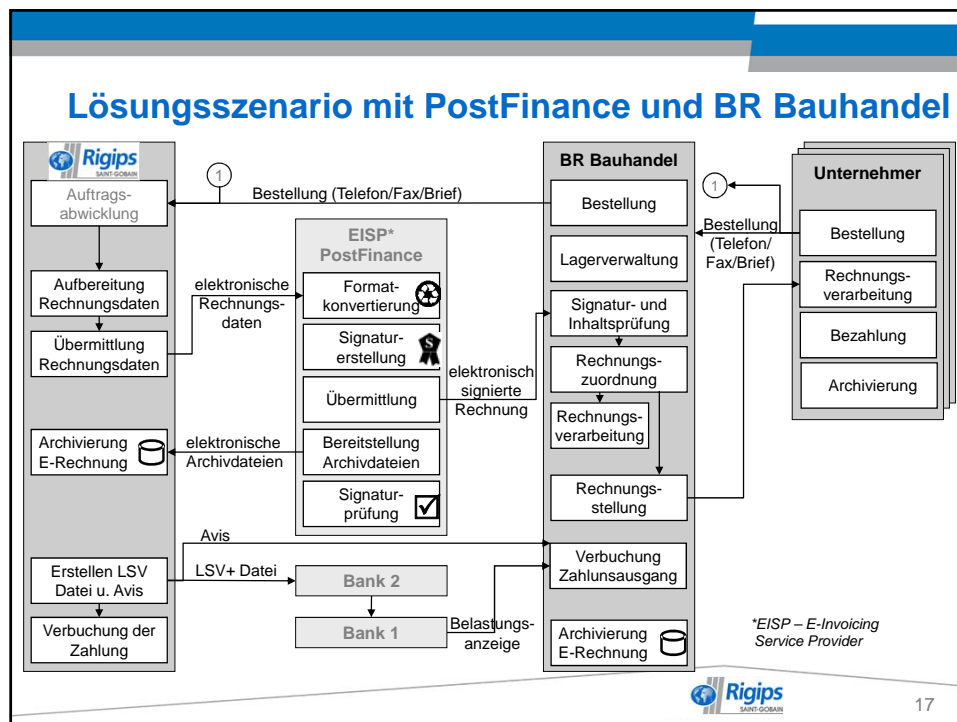 Lösungsszenario mit PostFinance und BR Bauhandel
Rigips
SAINT-GOBAIN
Auftrags-
abwicklung
Aufbereitung
Rechnungsdaten
Übermittlung
Rechnungsdaten
Archivierung
E-Rechnung
Erstellen LSV
Datei u. Avis
Verbuchung der
Zahlung
1
Bestellung (Telefon/Fax/Brief)
elektronische
Rechnungs-
daten
elektronische
Archivdateien
Avis
LSV+ Datei
EISP*
PostFinance
Format-
konvertierung
Signatur-
erstellung
S
Übermittlung
Bereitstellung
Archivdateien
Signatur-
prüfung
Bank 2
Bank 1
elektronisch
signierte
Rechnung
Belastungs-
anzeige
BR Bauhandel
Bestellung
Lagerverwaltung
Signatur- und
Inhaltsprüfung
Rechnungs-
zuordnung
Rechnungs-
verarbeitung
Rechnungs-
stellung
Verbuchung
Zahlunsausgang
Archivierung
E-Rechnung
1
Bestellung
(Telefon/
Fax/Brief)
Unternehmer
Bestellung
Rechnungs-
verarbeitung
Bezahlung
Archivierung
*EISP – E-Invoicing
Service Provider
Rigips
SAINT-GOBAIN
17